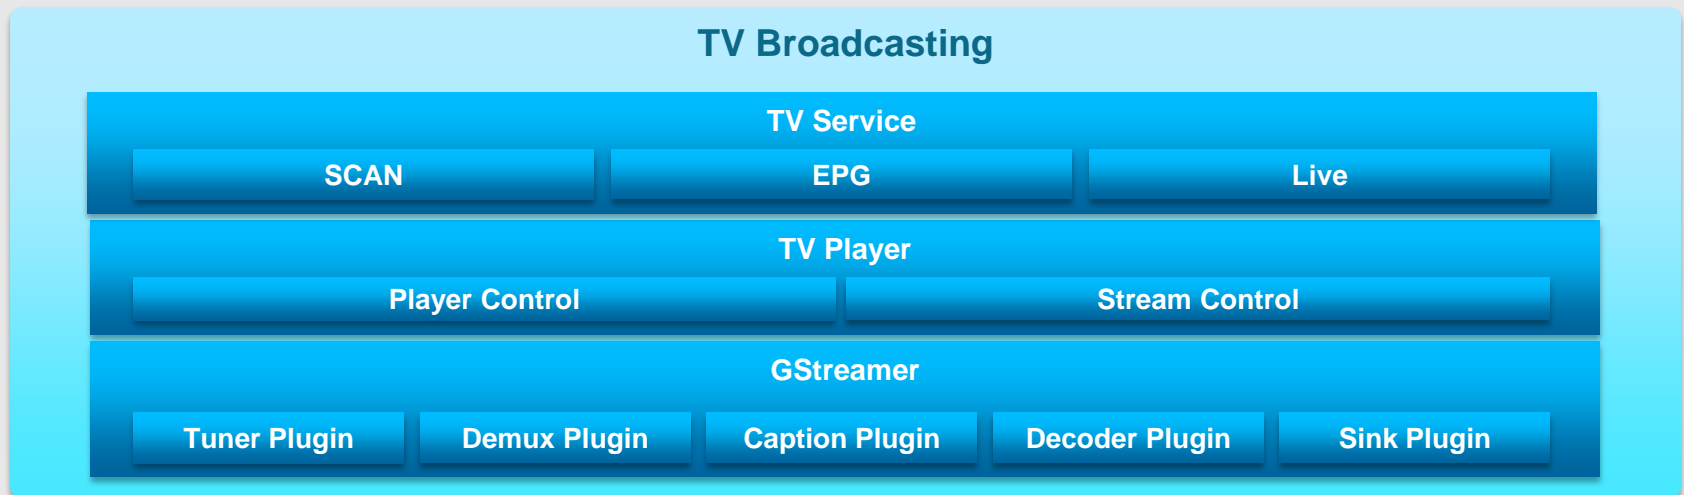 TV Broadcasting
TV Service
SCAN EPG Live
TV Player
Player Control Stream Control
GStreamer
Tuner Plugin Demux Plugin Caption Plugin Decoder Plugin Sink Plugin